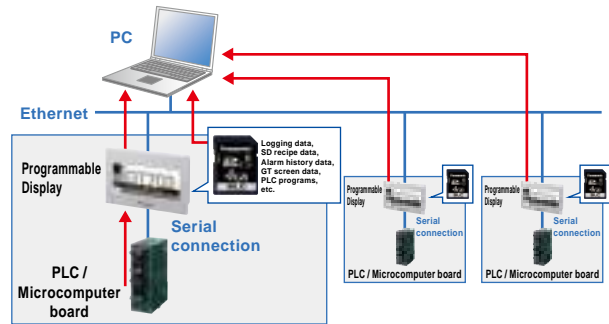 PC
Ethernet
Logging data,
SD recipe data,
Alarm history data,
GT screen data,
PLC programs,
etc.
Programmable
Display
Serial
connection
PLC /
Microcomputer
board
Programmable
Display
Serial
connection
PLC / Microcomputer board
Programmable
Display
Serial
connection
PLC / Microcomputer board